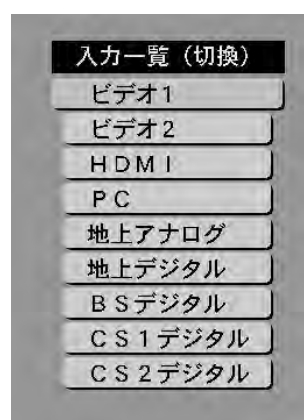 入力一覧（切換）
ビデオ1
ビデオ2
ＨＤＭＩ
ＰＣ
地上アナログ
地上デジタル
ＢＳデジタル
ＣＳ１デジタル
ＣＳ２デジタル